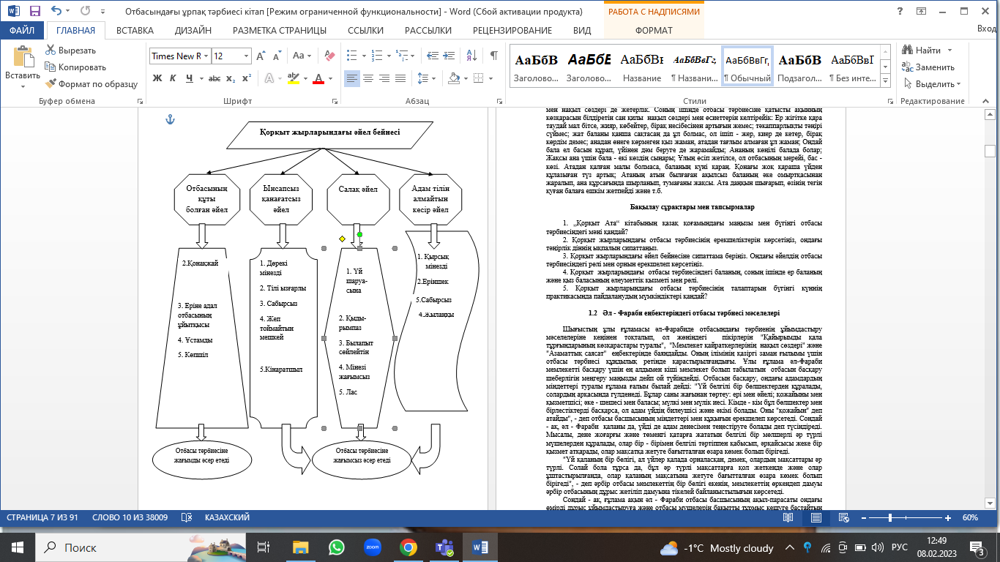 Отбасындағы ұрпақ тәрбиесі кітап [Режим ограниченной функциональности] - Word (Сбой активации продукта)
РАБОТА С НАДПИСЯМИ
ФАЙЛ ГЛАВНАЯ ВСТАВКА ДИЗАЙН РАЗМЕТКА СТРАНИЦЫ ССЫЛКИ РАССЫЛКИ РЕЦЕНЗИРОВАНИЕ ВИД ФОРМАТ Вход
Вставить
Вырезать
Копировать
Формат по образцу
Буфер обмена
Times New R 12
Ж К Ч abc x₂ x²
Шрифт
Абзац
АаБбВ АаБбВ АаБбВı АаБбВвГг, АаБбВвГг, АаБбВ АаБбВвГ
Заголово... Заголово... Название ¶ Названи... ¶ Обычный Подзагол... ¶ Без инте...
Стили
Найти
Заменить
Выделить
Редактирование
Қорқыт жырларындағы әйел бейнесі
Отбасының
құты
болған әйел
Ынсапсыз
қанағатсыз
әйел
Салақ әйел
Адам тілін
алмайтын
кесір әйел
2.Қонақжай
3. Еріне адал
отбасының
ұйытқысы
4. Ұстамды
5. Көпшіл
1. Дөрекі
мінезді
2. Тілі ызғарлы
3. Сабырсыз
4. Жеп
тоймайтын
мешкей
5.Кінаратшыл
1. Үй
шаруа-
сына
2. Қыды-
рымпаз
3. Былапыт
сөйлейтін
4. Мінезі
жағымсыз
5. Лас
1. Қырсық
мінезді
2.Еріншек
5.Сабырсыз
4.Жылаңқы
Отбасы тәрбиесіне
жағымды әсер етеді
Отбасы тәрбиесіне
жағымсыз әсер етеді
мен нақыл сөздері де жетерлік. Соның ішінде отбасы тәрбиесіне қатысты ақынның
көзқарасын білдіретін сан қилы нақыл сөздері мен өсиеттерін келтірейік: Ер жігітке қара
таудай мал бітсе, жияр, көбейтер, бірақ несібесінен артығын жемес; тәкаппарлықты тәңірі
сүймес; жат баланы қанша сақтасаң да ұл болмас, ол ішіп - жер, киер де кетер, бірақ
көрдім демес; анадан өнеге көрмеген қыз жаман, атадан тағлым алмаған ұл жаман; Ондай
бала ел басын құрап, үйінен дәм беруге де жарамайды; Ананың көңілі балада болар;
Жақсы ана үшін бала - екі көздің сыңары; Ұлың өсіп жетілсе, ол отбасының мерейі, бас -
көзі. Атадан қалған малы болмаса, баланың күні қараң. Қонағы жоқ қараша үйден
құлазыған түз артық; Атаның атын былғаған ақылсыз баланың әке омыртқасынан
жаралып, ана құрсағында шырланып, тумағаны жақсы. Ата даңқын шығарып, өзінің тегін
қуған балаға ешкім жетпейді және т.б.
Бақылау сұрақтары мен тапсырмалар
1. „Қорқыт Ата“ кітабының қазақ қоғамындағы маңызы мен бүгінгі отбасы
тәрбиесіндегі мәні қандай?
2. Қорқыт жырларындағы отбасы тәрбиесінің ерекшеліктерін көрсетіңіз, ондағы
тәңірлік діннің ықпалын сипаттаңыз.
3. Қорқыт жырларындағы әйел бейнесіне сипаттама беріңіз. Ондағы әйелдің отбасы
тәрбиесіндегі рөлі мен орнын ерекшелеп көрсетіңіз.
4. Қорқыт жырларындағы отбасы тәрбиесіндегі баланың, соның ішінде ер баланың
және қыз баласының әлеуметтік қызметі мен рөлі.
5. Қорқыт жырларындағы отбасы тәрбиесінің талаптарын бүгінгі күннің
практикасында пайдаланудың мүмкіндіктері қандай?
1.2 Әл - Фараби еңбектеріндегі отбасы тәрбиесі мәселелері
Шығыстың ұлы ғұламасы әл-Фарабиде отбасындағы тәрбиенің ұйымдастыру
мәселелеріне кеңінен тоқталып, ол жөніндегі пікірлерін "Қайырымды қала
тұрғындарының көзқарастары туралы", "Мемлекет қайраткерлерінің нақыл сөздері" және
"Азаматтық саясат" еңбектерінде баяндайды. Оның ілімінің қазіргі заман ғылымы үшін
отбасы тәрбиесі құндылық ретінде қарастырылғандығы. Ұлы ғұлама әл-Фараби
мемлекетті басқару үшін ең алдымен кіші мемлекет болып табылатын отбасын басқару
шеберлігін меңгеру маңызды дейп ой түйіндейді. Отбасын басқару, ондағы адамдардың
міндеттері туралы ғұлама ғалым былай дейді: "Үй белгілі бір бөлшектерден құралады,
солардың арқасында гүлденеді. Бұлар саны жағынан төртеу: ері мен әйелі; қожайыны мен
қызметшісі; әке - шешесі мен баласы; мүлкі мен мүлік иесі. Кімде - кім бұл бөлшектер мен
бірлестіктерді басқарса, ол адам үйдің билеушісі және әкімі болады. Оны "қожайын" деп
атайды", - деп отбасы басшысының міндеттері мен құқығын ерекшелеп көрсетеді. Сондай
- ақ, әл - Фараби қаланы да, үйді де адам денесімен теңестіруге болады деп түсіндіреді.
Мысалы, дене жоғарғы және төменгі қатарға жататын белгілі бір мөлшерлі әр түрлі
мүшелерден құралады, олар бір - бірімен белгілі тәртіппен қабысып, әрқайсысы жеке бір
қызмет атқарады, олар мақсатқа жетуге бағытталған өзара көмек болып бірігеді.
"Үй қаланың бір бөлігі, ал үйлер қалада орналасқан, демек, олардың мақсаттары әр
түрлі. Солай бола тұрса да, бұл әр түрлі мақсаттарға қол жеткенде және олар
ұштастырылғанда, олар қаланың мақсатына жетуге бағытталған өзара көмек болып
бірігеді", - деп әрбір отбасы мемлекеттің бір бөлігі екенін, мемлекеттің өркендеп дамуы
әрбір отбасының дұрыс жетіліп дамуына тікелей байланыстылығын көрсетеді.
Сондай - ақ, ғұлама ақын әл - Фараби отбасы басшысының ақыл-парасаты ондағы
өмірді дұрыс ұйымдастыруға және отбасы мүшелерін бақытты тұрмыс кешуге бастайтын
СТРАНИЦА 7 ИЗ 91 СЛОВО 10 ИЗ 38009 КАЗАХСКИЙ 60%
Поиск
zoom
-1°C Mostly cloudy
РУС
12:49
08.02.2023
3